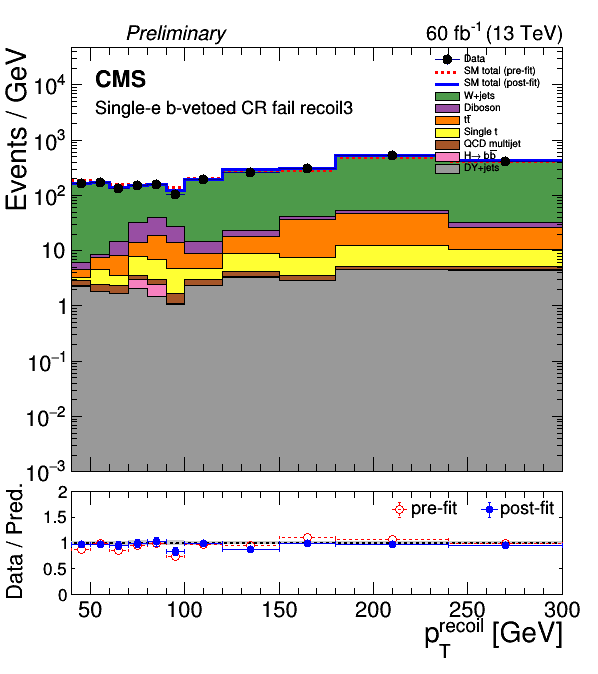 Preliminary 60 fb⁻¹ (13 TeV)
CMS
Single-e b-vetoed CR fail recoil3
Data
SM total (pre-fit)
SM total (post-fit)
W+jets
Diboson
tt̅
Single t
QCD multijet
H→ bb̅
DY+jets
Events / GeV
10⁴
10³
10²
10
1
10⁻¹
10⁻²
10⁻³
pre-fit post-fit
Data / Pred.
2
1.5
1
0.5
0
50 100 150 200 250 300
p_T^recoil [GeV]